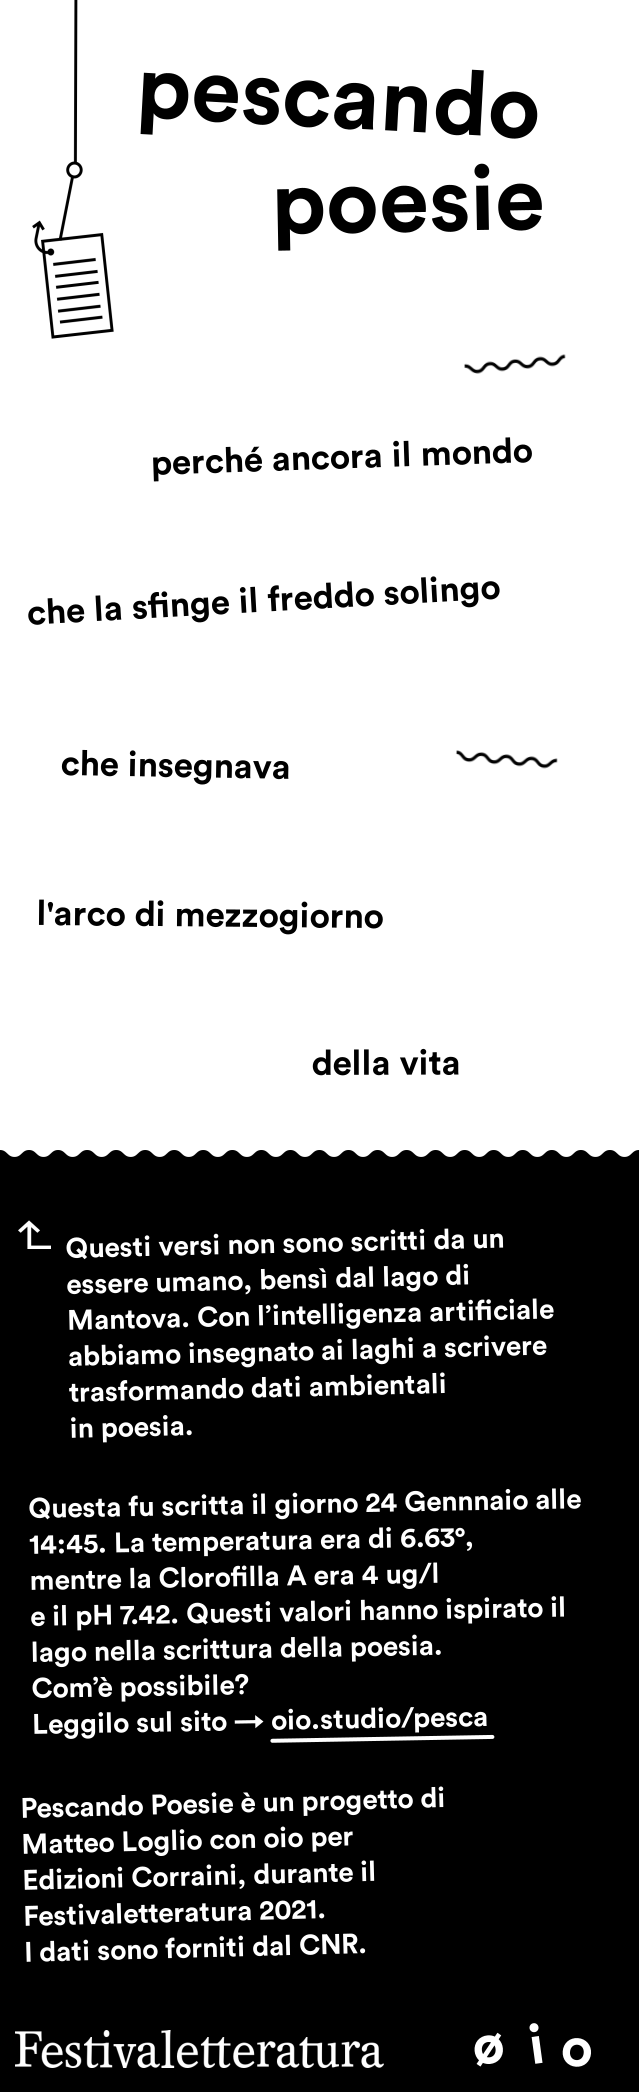 pescando
poesie
perché ancora il mondo
che la sfinge il freddo solingo
che insegnava
l'arco di mezzogiorno
della vita
Questi versi non sono scritti da un
essere umano, bensì dal lago di
Mantova. Con l’intelligenza artificiale
abbiamo insegnato ai laghi a scrivere
trasformando dati ambientali
in poesia.
Questa fu scritta il giorno 24 Gennnaio alle
14:45. La temperatura era di 6.63°,
mentre la Clorofilla A era 4 ug/l
e il pH 7.42. Questi valori hanno ispirato il
lago nella scrittura della poesia.
Com’è possibile?
Leggilo sul sito → oio.studio/pesca
Pescando Poesie è un progetto di
Matteo Loglio con oio per
Edizioni Corraini, durante il
Festivaletteratura 2021.
I dati sono forniti dal CNR.
Festivaletteratura ø i o